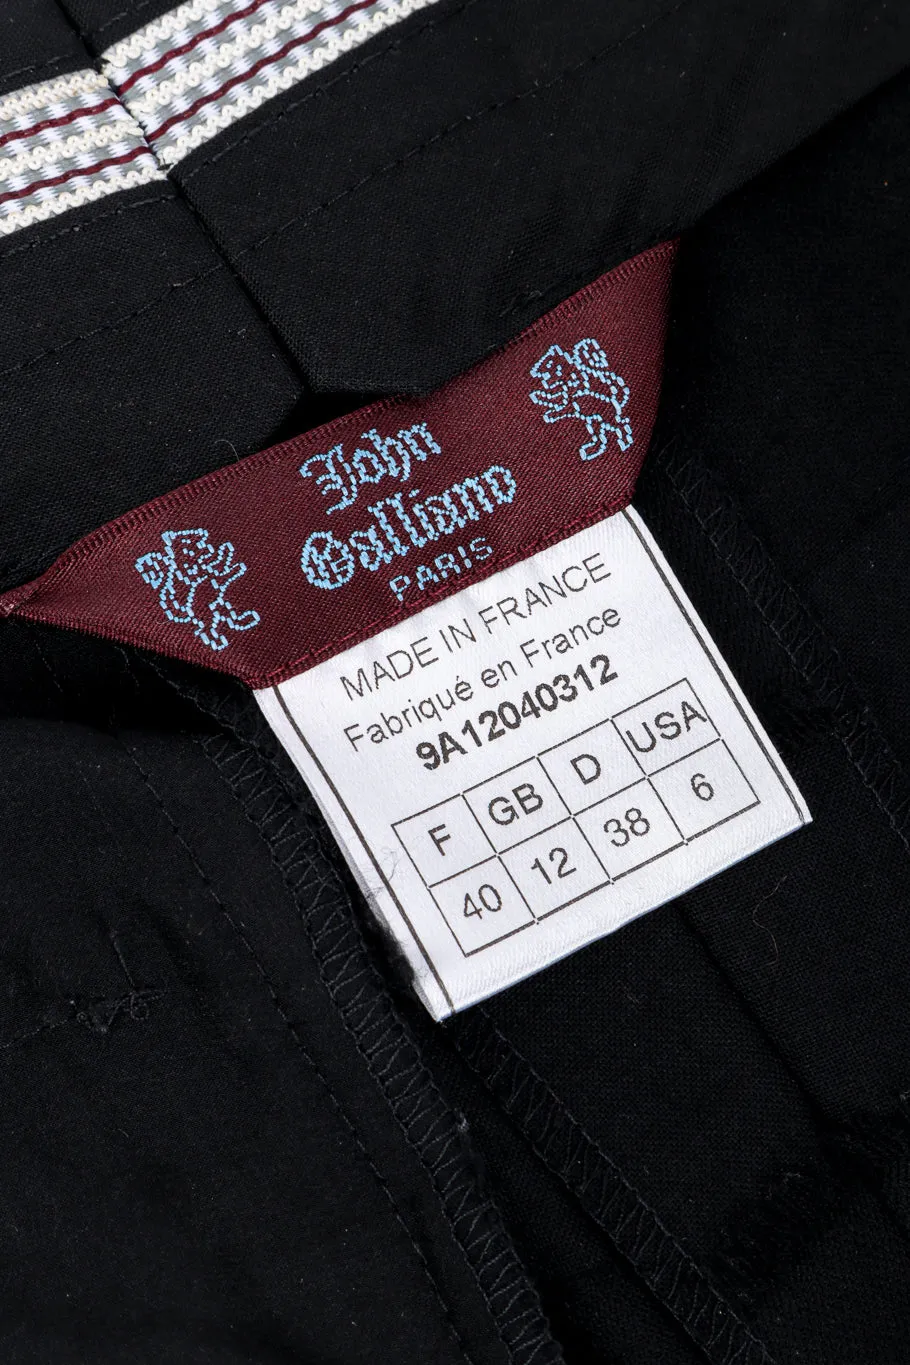 John
Galliano
PARIS
MADE IN FRANCE
Fabriqué en France
9A12040312
F GB D USA
40 12 38 6